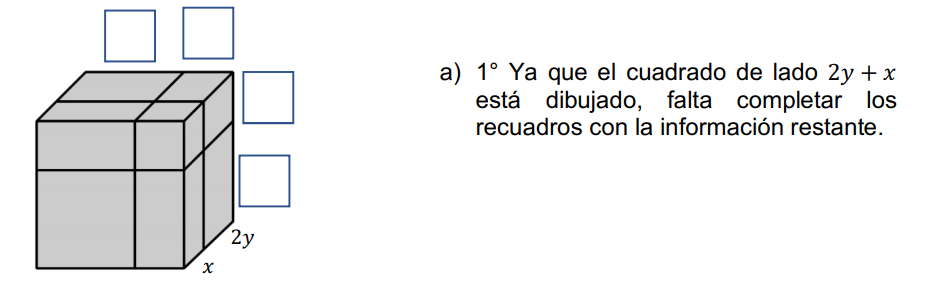 a) 1° Ya que el cuadrado de lado 2y + x
está dibujado, falta completar los
recuadros con la información restante.
2y
x